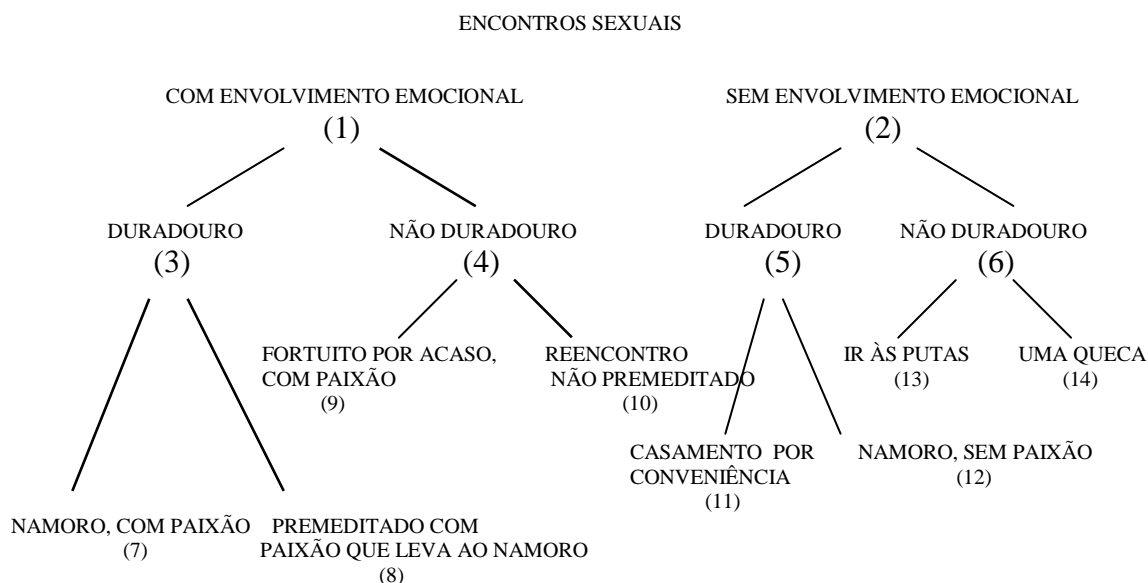 ENCONTROS SEXUAIS
COM ENVOLVIMENTO EMOCIONAL
(1)
SEM ENVOLVIMENTO EMOCIONAL
(2)
DURADOURO
(3)
NÃO DURADOURO
(4)
DURADOURO
(5)
NÃO DURADOURO
(6)
FORTUITO POR ACASO,
COM PAIXÃO
(9)
REENCONTRO
NÃO PREMEDITADO
(10)
IR ÀS PUTAS
(13)
UMA QUECA
(14)
CASAMENTO POR
CONVENIÊNCIA
(11)
NAMORO, SEM PAIXÃO
(12)
NAMORO, COM PAIXÃO
(7)
PREMEDITADO COM
PAIXÃO QUE LEVA AO NAMORO
(8)